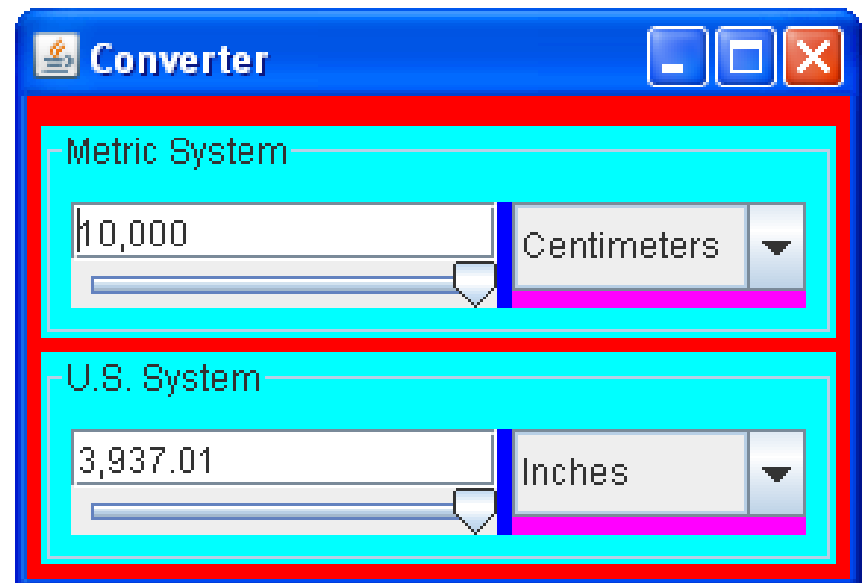 Converter
Metric System
10,000
Centimeters
U.S. System
3,937.01
Inches